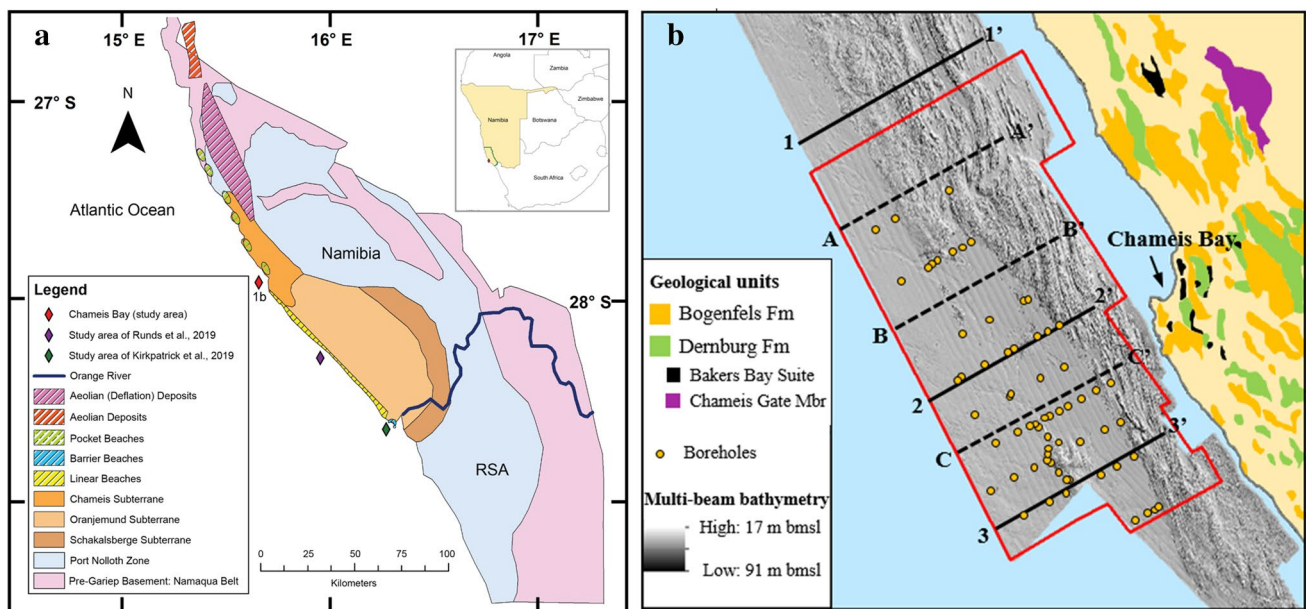 a
15° E
16° E
17° E
27° S
28° S
N
Atlantic Ocean
Namibia
RSA
1b
Angola
Zambia
Zimbabwe
Namibia
Botswana
South Africa
Legend
Chameis Bay (study area)
Study area of Runds et al., 2019
Study area of Kirkpatrick et al., 2019
Orange River
Aeolian (Deflation) Deposits
Aeolian Deposits
Pocket Beaches
Barrier Beaches
Linear Beaches
Chameis Subterrane
Oranjemund Subterrane
Schakalsberge Subterrane
Port Nolloth Zone
Pre-Gariep Basement: Namaqua Belt
0 25 50 75 100
Kilometers
b
1
1'
A
A'
B
B'
2
2'
C
C'
3
3'
Chameis Bay
Geological units
Bogenfels Fm
Dernburg Fm
Bakers Bay Suite
Chameis Gate Mbr
Boreholes
Multi-beam bathymetry
High: 17 m bmsl
Low: 91 m bmsl